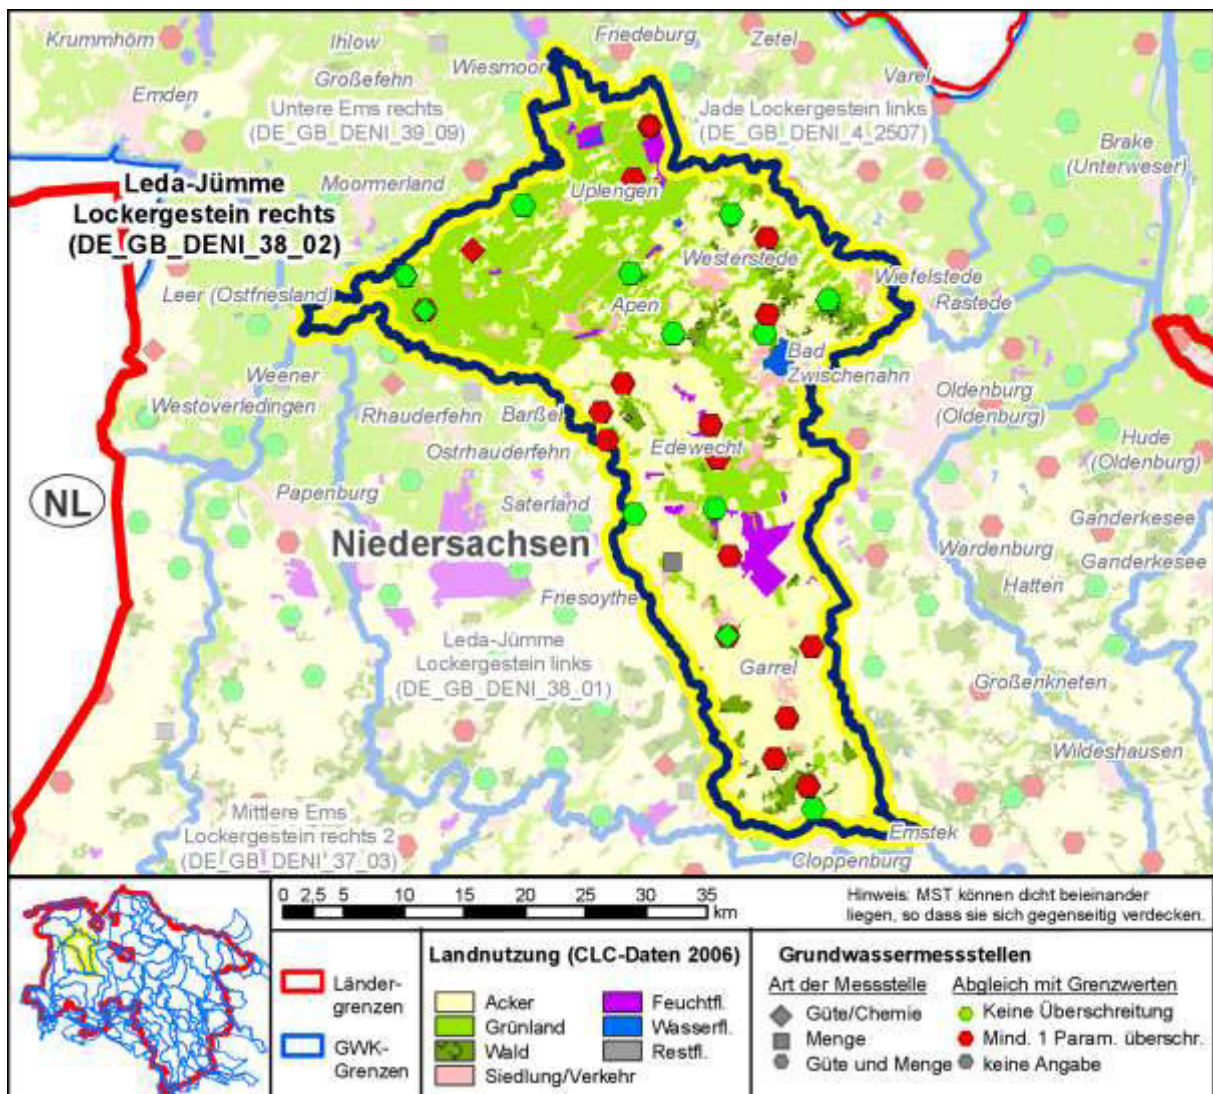 Krummhörn
Ihlow
Friedeburg
Zetel
Großefehn
Wiesmoor
Varel
Emden
Untere Ems rechts
(DE_GB_DENI_39_09)
Jade Lockergestein links
(DE_GB_DENI_4_2507)
Brake
(Unterweser)
Leda-Jümme
Lockergestein rechts
(DE_GB_DENI_38_02)
Moormerland
Uplengen
Westerstede
Wiefelstede
Rastede
Leer (Ostfriesland)
Apen
Bad
Zwischenahn
Weener
Westoverledingen
Rhauderfehn
Barßel
Oldenburg
(Oldenburg)
Ostrhauderfehn
Edewecht
Hude
(Oldenburg)
NL
Papenburg
Saterland
Ganderkesee
Niedersachsen
Wardenburg
Ganderkesee
Hatten
Friesoythe
Leda-Jümme
Lockergestein links
(DE_GB_DENI_38_01)
Garrel
Großenkneten
Wildeshausen
Mittlere Ems
Lockergestein rechts 2
(DE_GB_DENI_37_03)
Emstek
Cloppenburg
0 2,5 5 10 15 20 25 30 35
km
Hinweis: MST können dicht beieinander
liegen, so dass sie sich gegenseitig verdecken.
Länder-
grenzen
GWK-
Grenzen
Landnutzung (CLC-Daten 2006)
Acker
Grünland
Wald
Siedlung/Verkehr
Feuchtfl.
Wasserfl.
Restfl.
Grundwassermessstellen
Art der Messstelle
Güte/Chemie
Menge
Güte und Menge
Abgleich mit Grenzwerten
Keine Überschreitung
Mind. 1 Param. überschr.
keine Angabe